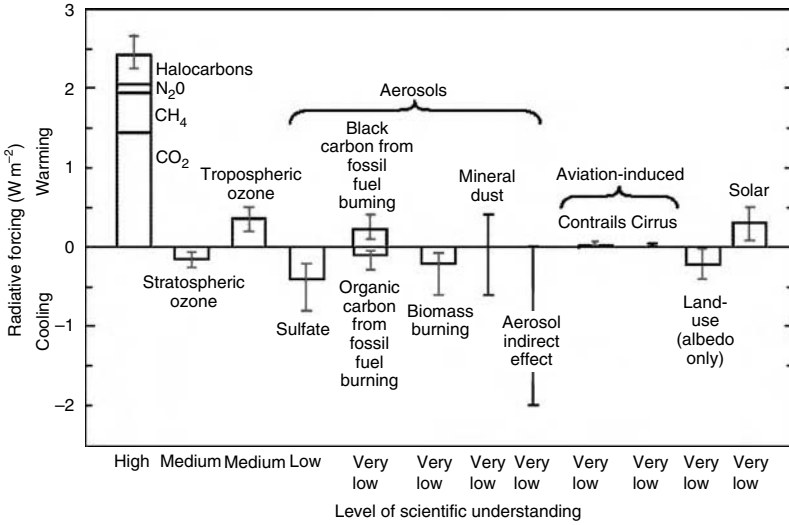 3
2
1
0
−1
−2
Radiative forcing (W m−2)
Cooling Warming
Halocarbons
N20
CH4
CO2
Stratospheric
ozone
Tropospheric
ozone
Aerosols
Sulfate
Black
carbon from
fossil
fuel
buming
Organic
carbon
from
fossil
fuel
burning
Biomass
burning
Mineral
dust
Aerosol
indirect
effect
Aviation-induced
Contrails Cirrus
Land-
use
(albedo
only)
Solar
High Medium Medium Low Very Very Very Very Very Very Very Very
low low low low low low low low
Level of scientific understanding